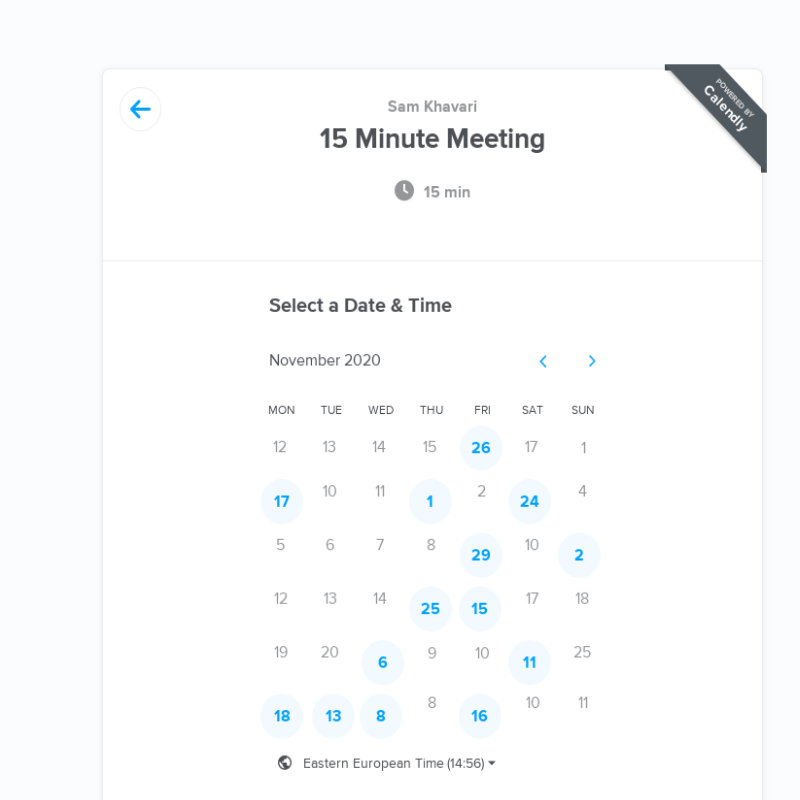 POWERED BY
Calendly
Sam Khavari
15 Minute Meeting
15 min
Select a Date & Time
November 2020
MON TUE WED THU FRI SAT SUN
12 13 14 15 26 17 1
17 10 11 1 2 24 4
5 6 7 8 29 10 2
12 13 14 25 15 17 18
19 20 6 9 10 11 25
18 13 8 8 16 10 11
Eastern European Time (14:56)